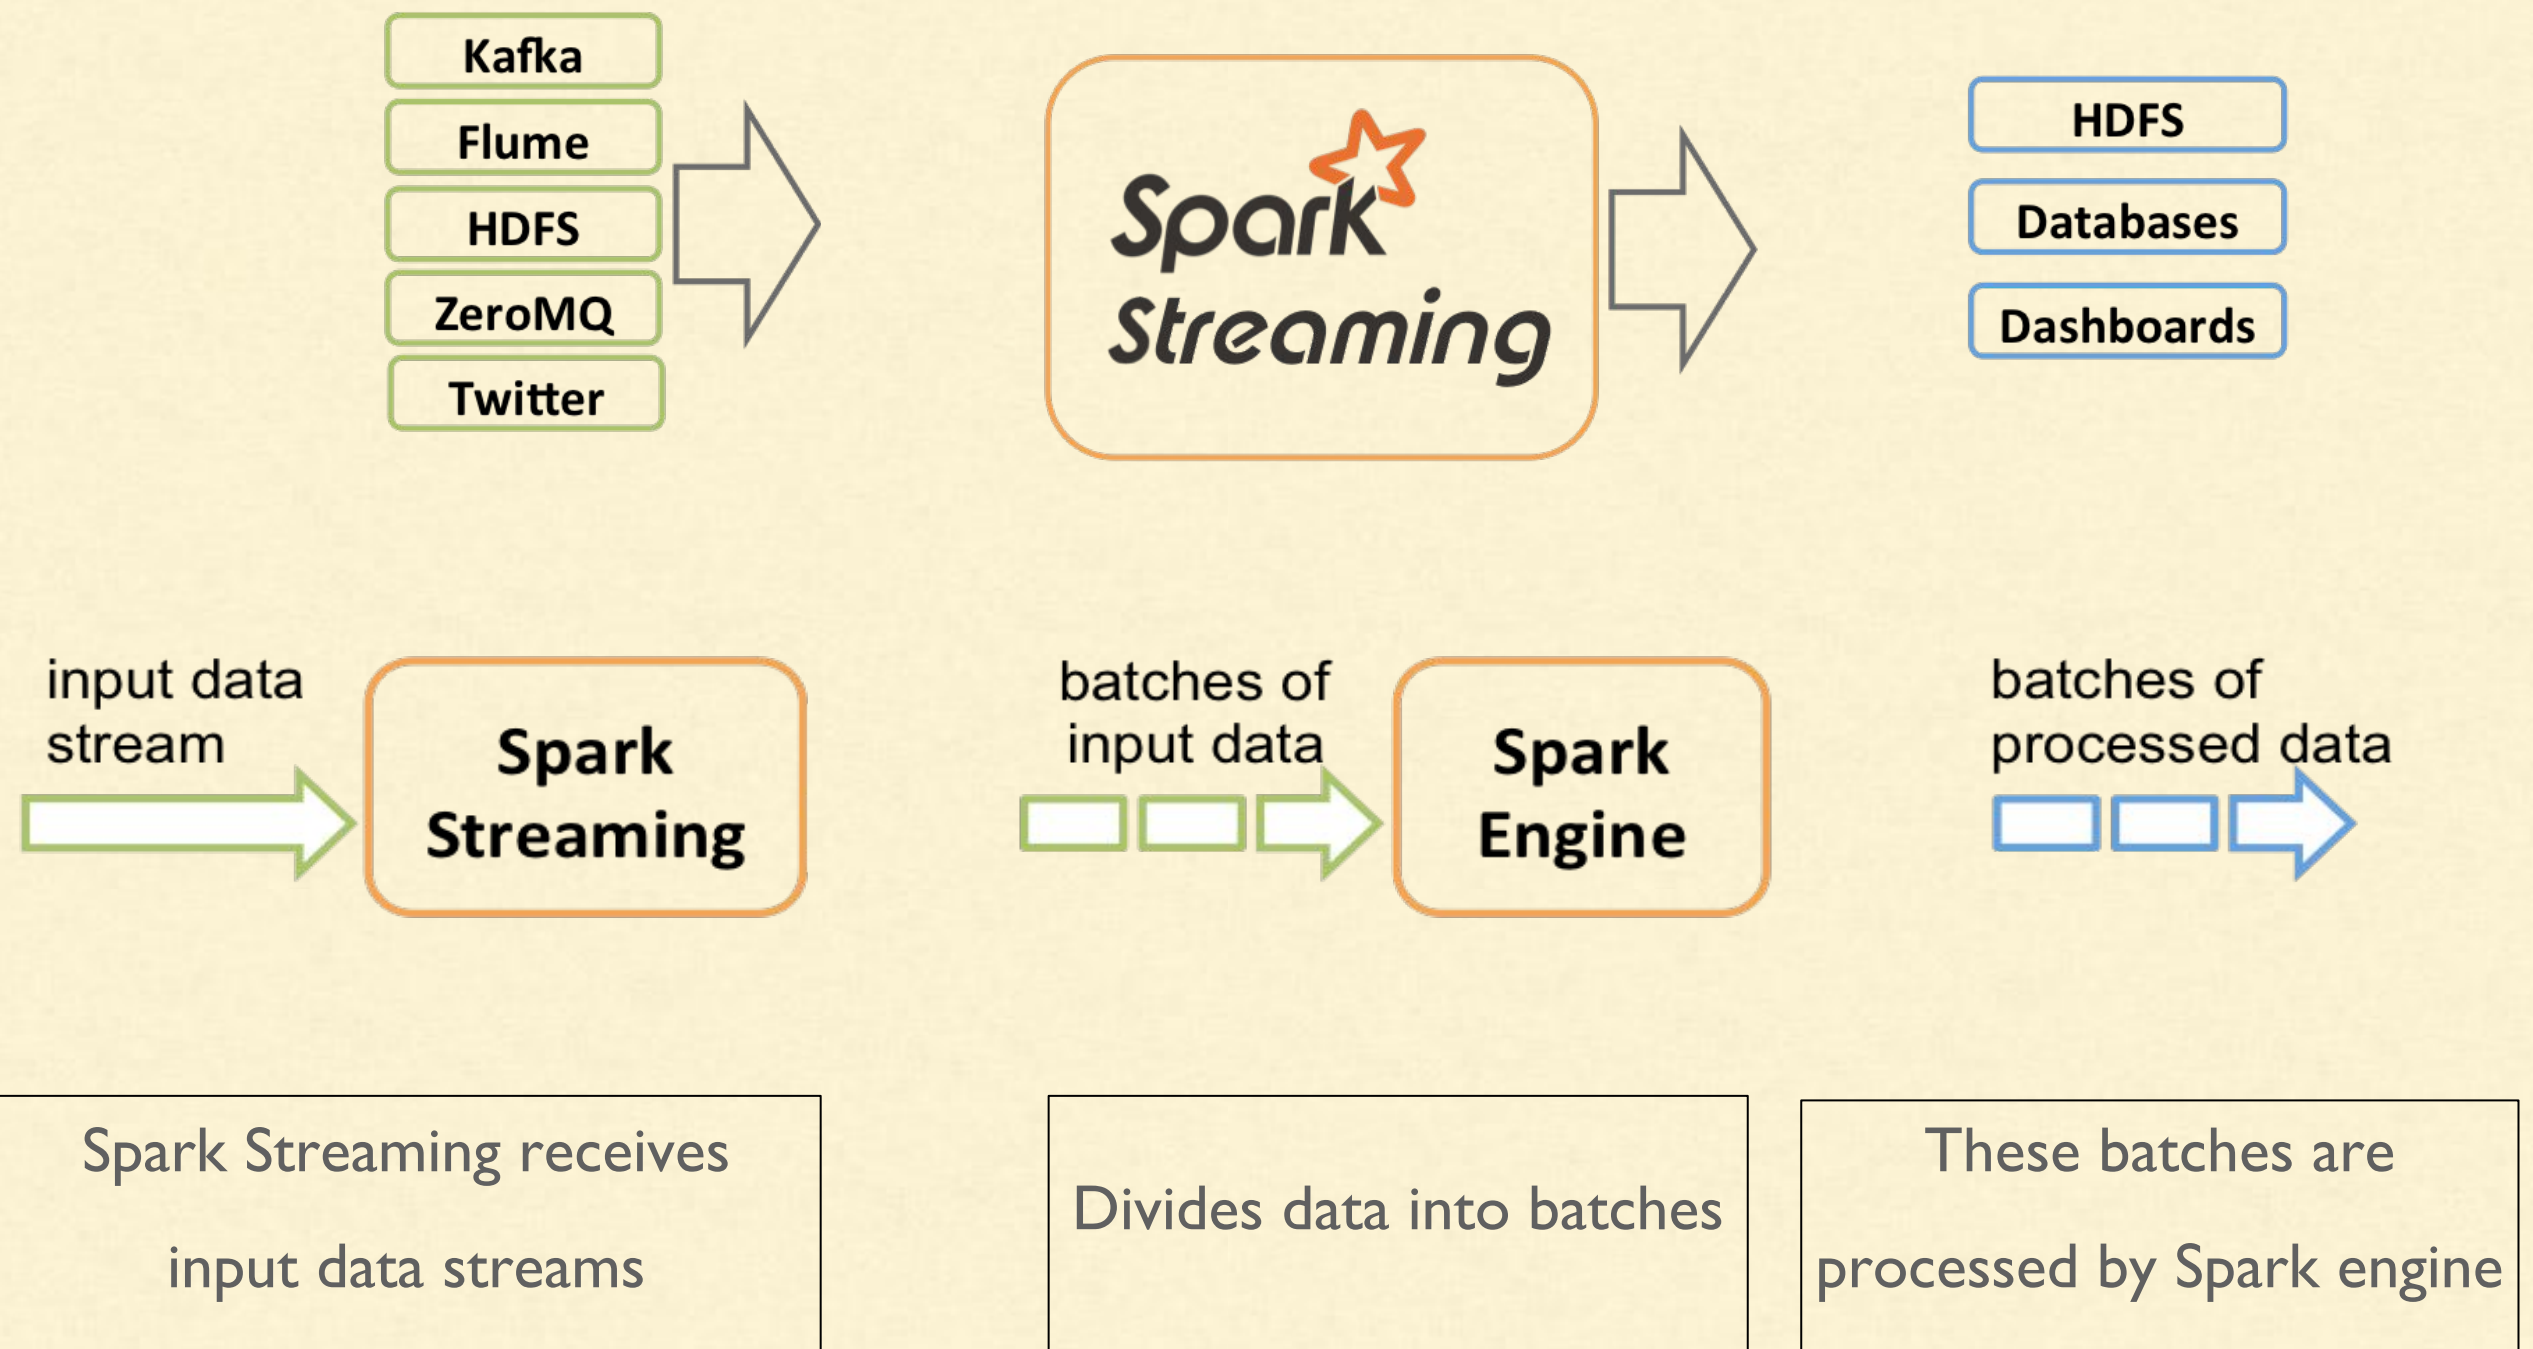 Kafka
Flume
HDFS
ZeroMQ
Twitter
Spark
Streaming
HDFS
Databases
Dashboards
input data
stream
Spark
Streaming
batches of
input data
Spark
Engine
batches of
processed data
Spark Streaming receives
input data streams
Divides data into batches
These batches are
processed by Spark engine